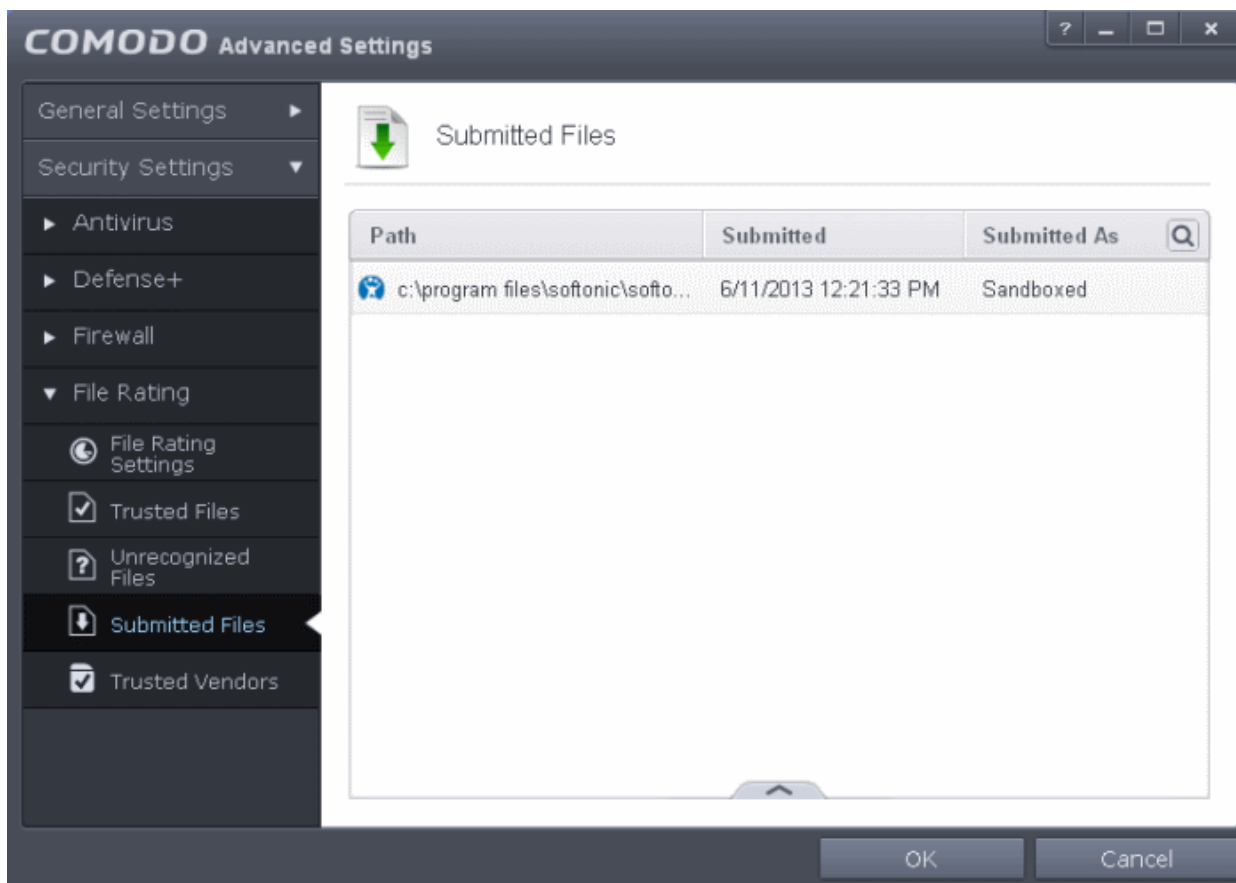 COMODO Advanced Settings
General Settings
Security Settings
Antivirus
Defense+
Firewall
File Rating
File Rating
Settings
Trusted Files
Unrecognized
Files
Submitted Files
Trusted Vendors
Submitted Files
Path Submitted Submitted As
c:\program files\softonic\softo... 6/11/2013 12:21:33 PM Sandboxed
OK Cancel